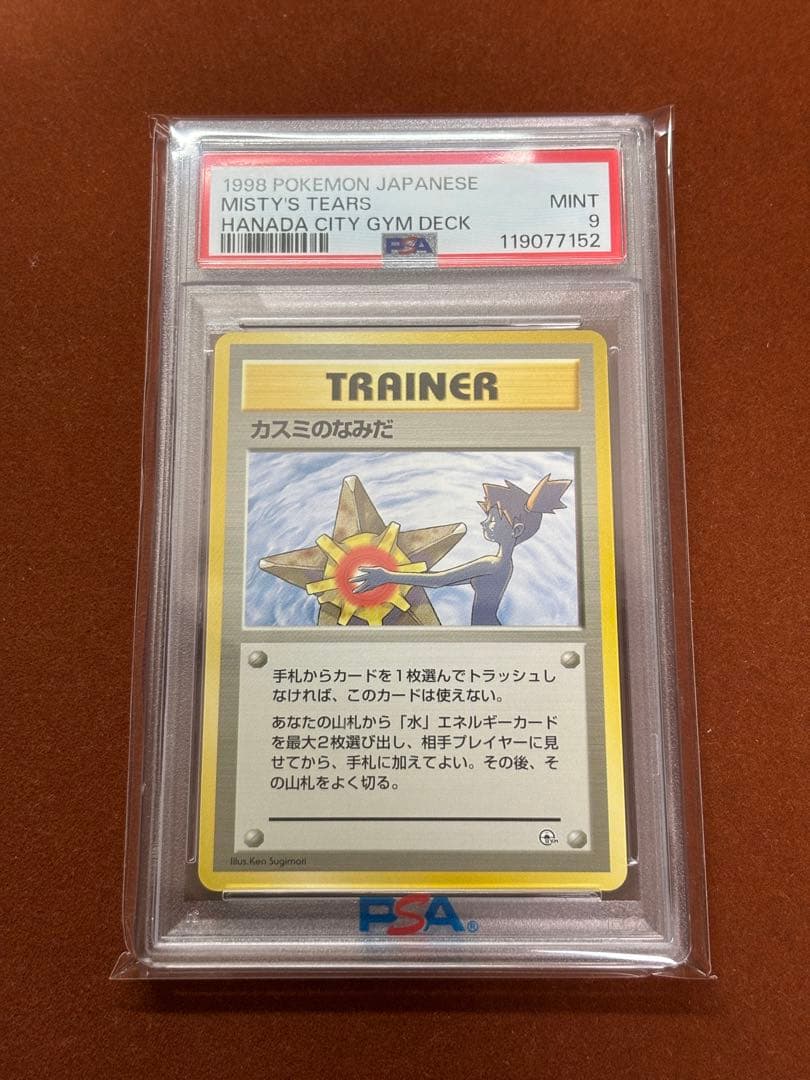 1998 POKEMON JAPANESE
MISTY'S TEARS MINT
HANADA CITY GYM DECK 9
PSA 119077152
TRAINER
カスミのなみだ
手札からカードを1枚選んでトラッシュし
なければ、このカードは使えない。
あなたの山札から「水」エネルギーカード
を最大2枚選び出し、相手プレイヤーに見
せてから、手札に加えてよい。その後、そ
の山札をよく切る。
Illus.Ken Sugimori
PSA®